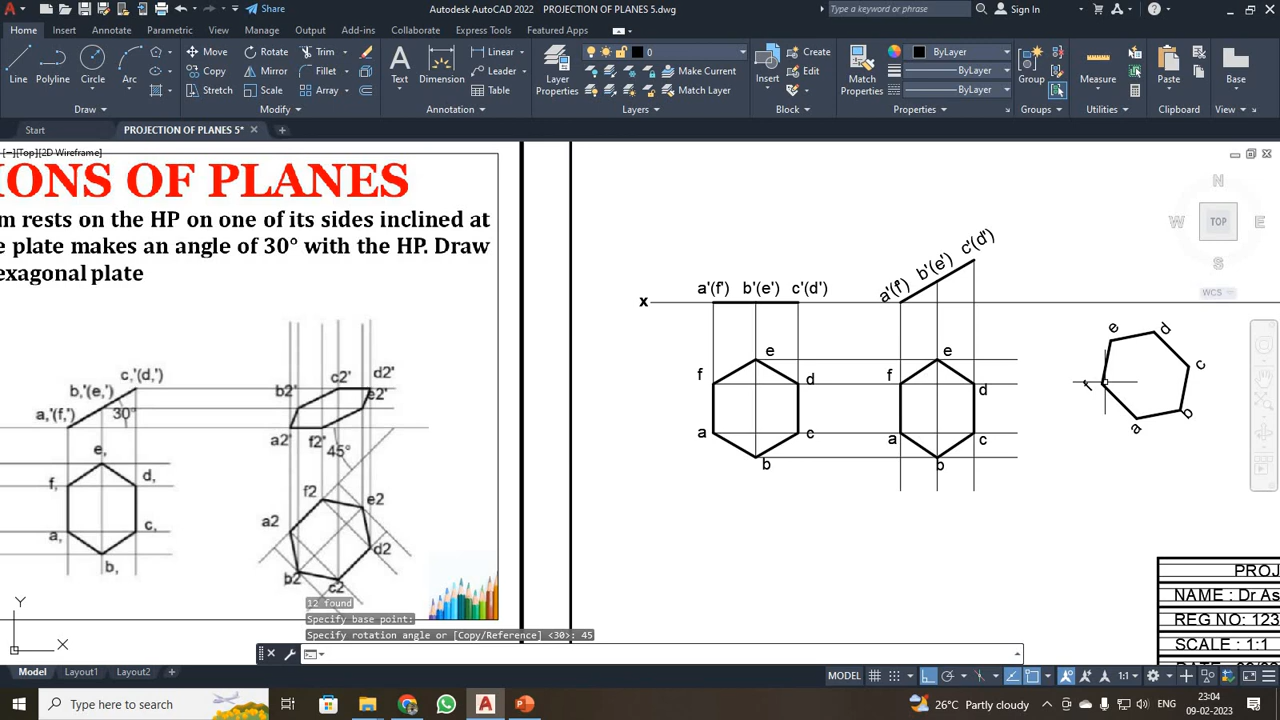 Share
Autodesk AutoCAD 2022 PROJECTION OF PLANES 5.dwg
Type a keyword or phrase
Sign In
Home Insert Annotate Parametric View Manage Output Add-ins Collaborate Express Tools Featured Apps
Line Polyline Circle Arc
Move Rotate Trim
Copy Mirror Fillet
Stretch Scale Array
Text Dimension
Linear
Leader
Table
Layer Properties
0
Make Current
Match Layer
Insert
Create
Edit
Match Properties
ByLayer
ByLayer
ByLayer
Group
Measure
Paste
Base
Draw Modify Annotation Layers Block Properties Groups Utilities Clipboard View
Start PROJECTION OF PLANES 5*
[−][Top][2D Wireframe]
IONS OF PLANES
m rests on the HP on one of its sides inclined at
e plate makes an angle of 30° with the HP. Draw
exagonal plate
N
W TOP E
S
WCS
c'(d')
b'(e')
a'(f')
a'(f') b'(e') c'(d')
x
e
f d
a c
b
e
f d
a c
b
e d
c
f
b
a
c,'(d,')
b,'(e,')
a,'(f,') 30°
b2' c2' d2'
e2'
a2' f2'
45°
e,
f, d,
a, c,
b,
f2 e2
a2
d2
b2 c2
PROJ
NAME : Dr As
REG NO: 123
SCALE : 1:1
12 found
Specify base point:
Specify rotation angle or [Copy/Reference] <30>: 45
Y
X
Model Layout1 Layout2
MODEL
1:1
Type here to search
26°C Partly cloudy
ENG
23:04
09-02-2023